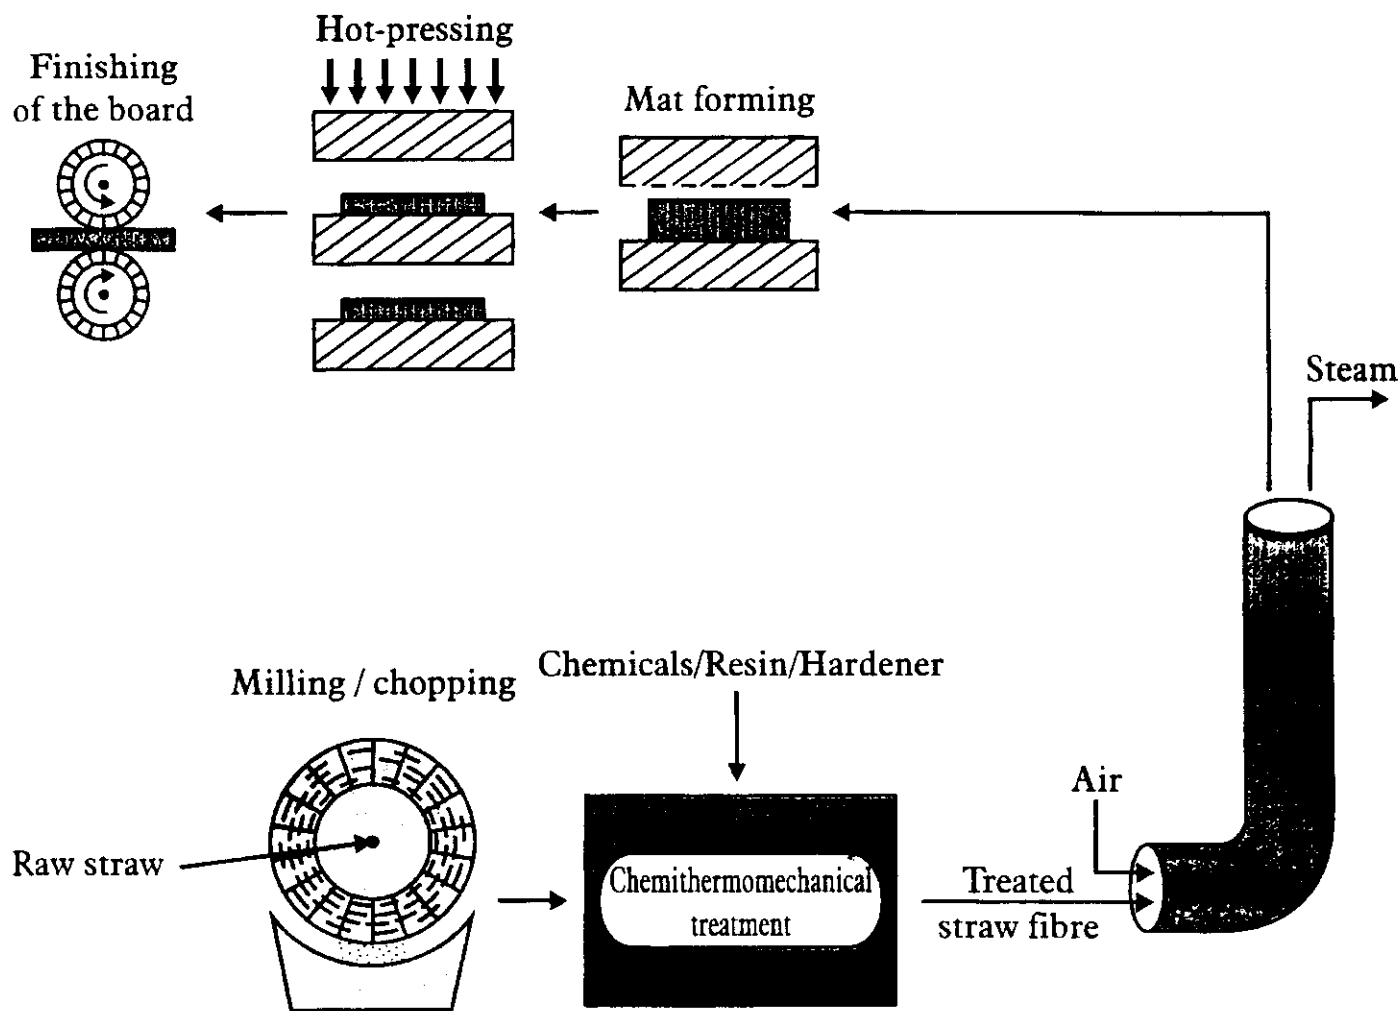 Hot-pressing
Finishing
of the board
Mat forming
Steam
Milling / chopping
Chemicals/Resin/Hardener
Air
Raw straw
Chemithermomechanical
treatment
Treated
straw fibre